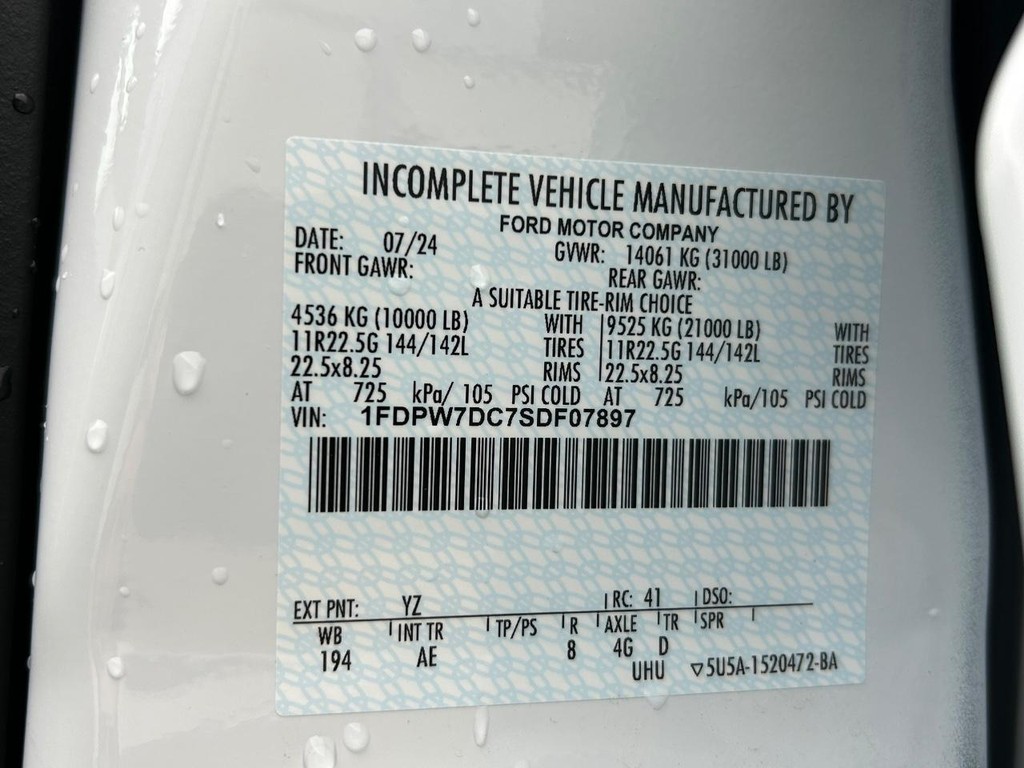 INCOMPLETE VEHICLE MANUFACTURED BY
FORD MOTOR COMPANY
DATE: 07/24 GVWR: 14061 KG (31000 LB)
FRONT GAWR: REAR GAWR:
A SUITABLE TIRE-RIM CHOICE
4536 KG (10000 LB) WITH 9525 KG (21000 LB) WITH
11R22.5G 144/142L TIRES 11R22.5G 144/142L TIRES
22.5x8.25 RIMS 22.5x8.25 RIMS
AT 725 kPa/ 105 PSI COLD AT 725 kPa/105 PSI COLD
VIN: 1FDPW7DC7SDF07897
EXT PNT: YZ RC: 41 DSO:
WB INT TR TP/PS R AXLE TR SPR
194 AE 8 4G D
UHU ▽5U5A-1520472-BA